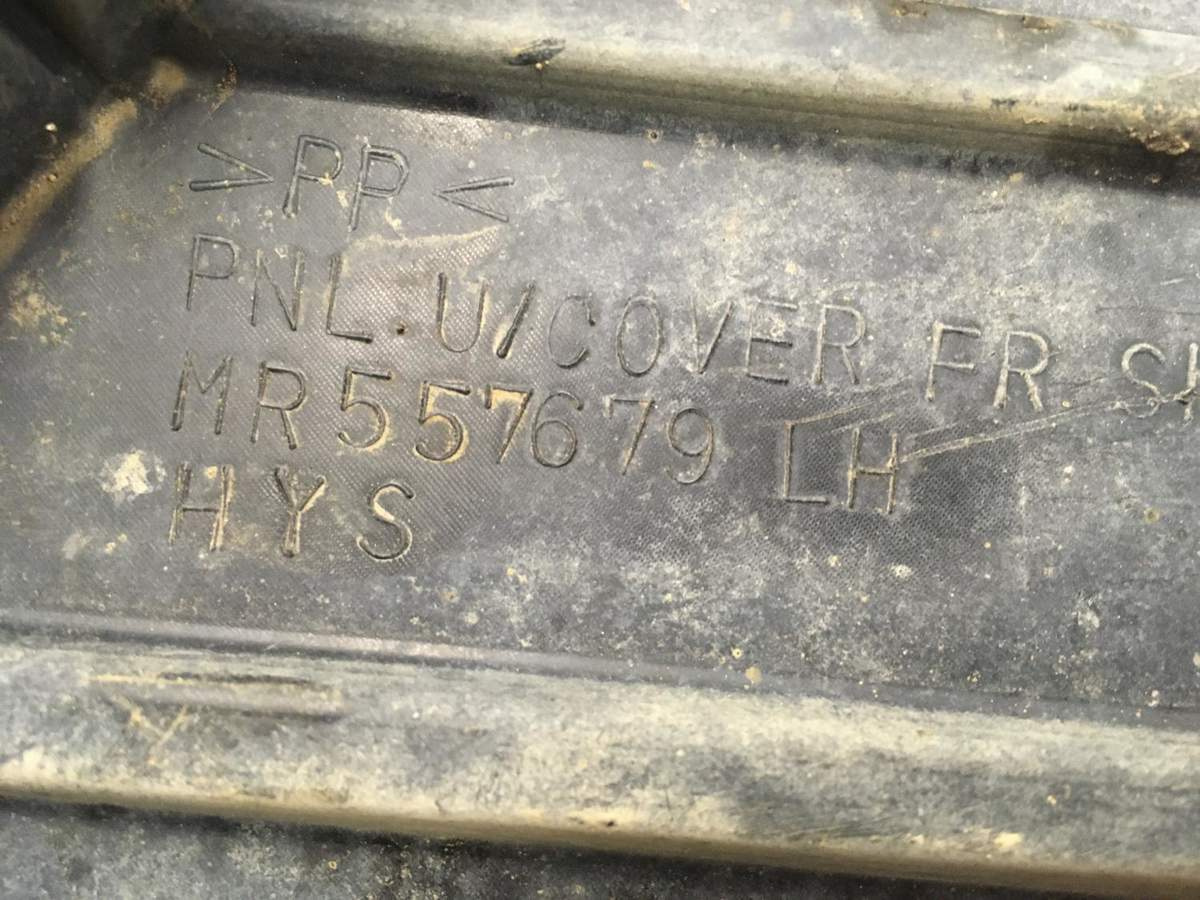 >PP<
PNL.U/COVER FR
MR557679 LH
HYS